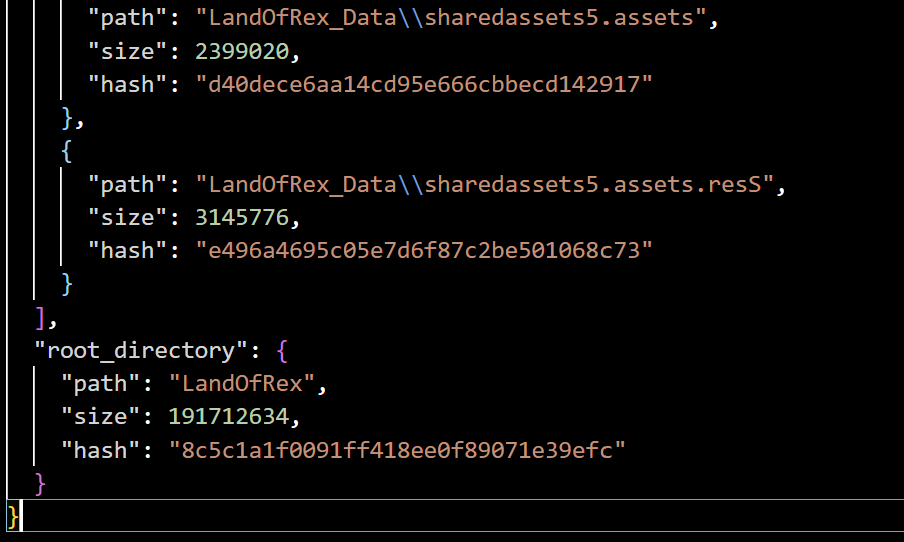 "path": "LandOfRex_Data\\sharedassets5.assets",
"size": 2399020,
"hash": "d40dece6aa14cd95e666cbbecd142917"
},
{
"path": "LandOfRex_Data\\sharedassets5.assets.resS",
"size": 3145776,
"hash": "e496a4695c05e7d6f87c2be501068c73"
}
],
"root_directory": {
"path": "LandOfRex",
"size": 191712634,
"hash": "8c5c1a1f0091ff418ee0f89071e39efc"
}
}